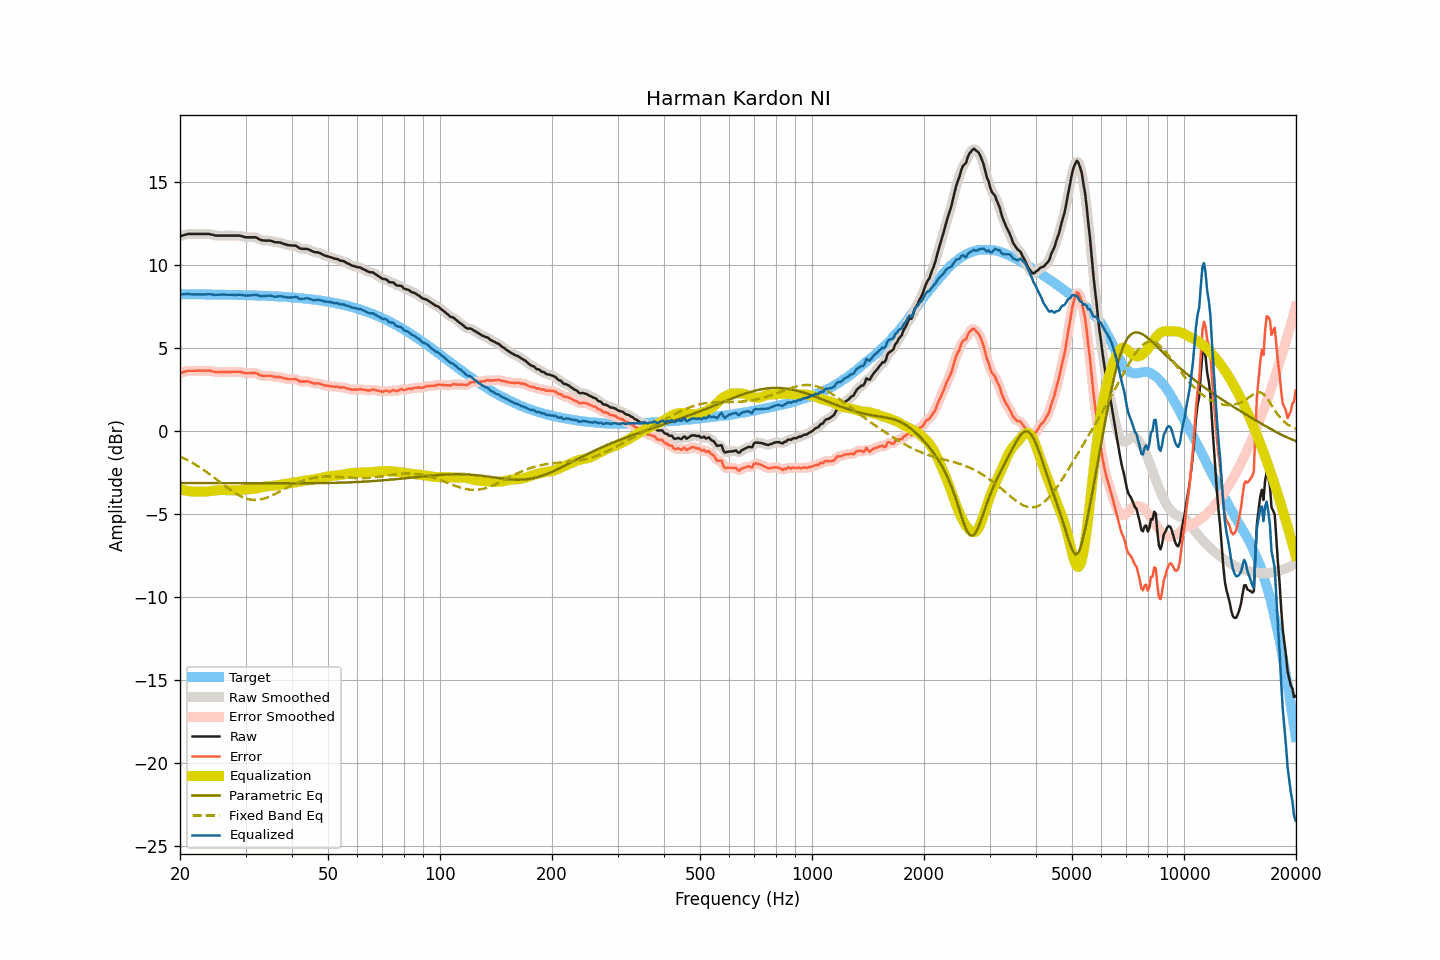 Harman Kardon NI
15
10
5
0
−5
−10
−15
−20
−25
Amplitude (dBr)
Target
Raw Smoothed
Error Smoothed
Raw
Error
Equalization
Parametric Eq
Fixed Band Eq
Equalized
20 50 100 200 500 1000 2000 5000 10000 20000
Frequency (Hz)